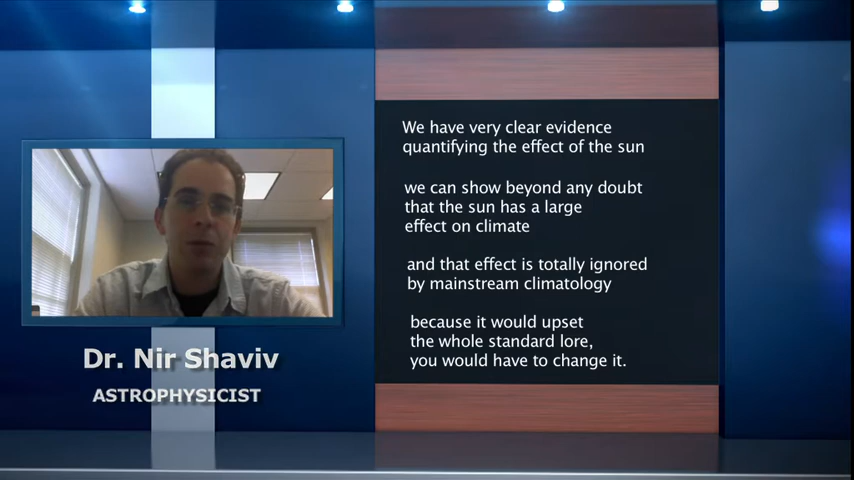 We have very clear evidence
quantifying the effect of the sun
we can show beyond any doubt
that the sun has a large
effect on climate
and that effect is totally ignored
by mainstream climatology
because it would upset
the whole standard lore,
you would have to change it.
Dr. Nir Shaviv
ASTROPHYSICIST